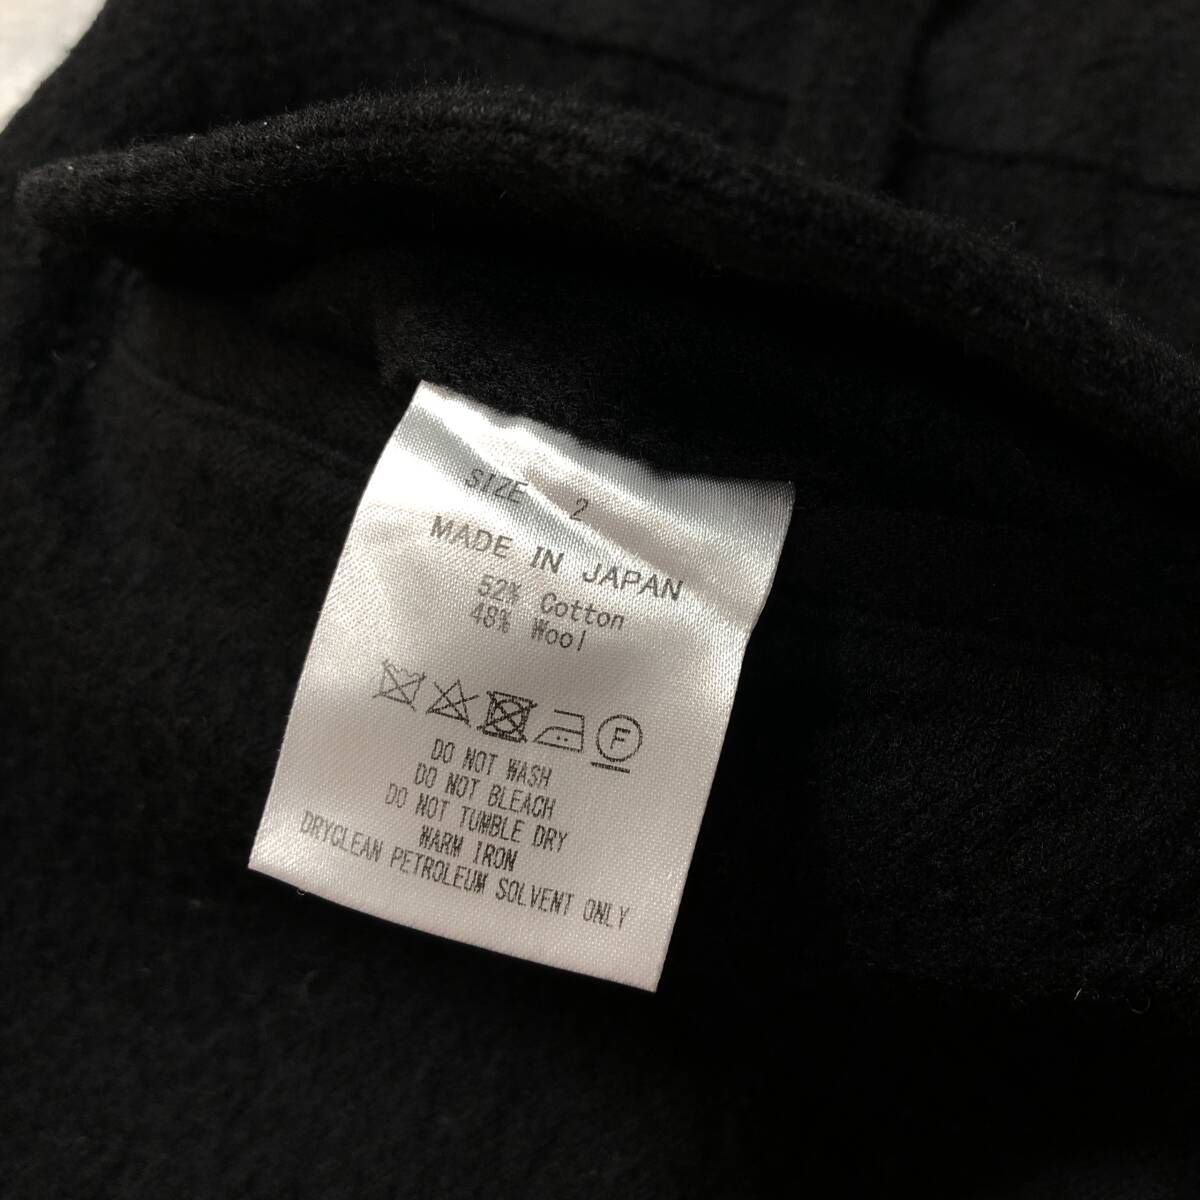 SIZE 2
MADE IN JAPAN
52% Cotton
48% Wool
F
DO NOT WASH
DO NOT BLEACH
DO NOT TUMBLE DRY
WARM IRON
DRYCLEAN PETROLEUM SOLVENT ONLY